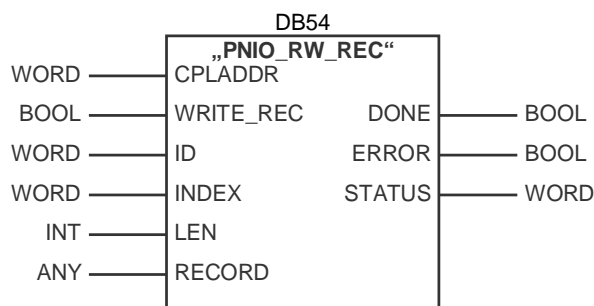 DB54
„PNIO_RW_REC“
WORD CPLADDR
BOOL WRITE_REC DONE BOOL
WORD ID ERROR BOOL
WORD INDEX STATUS WORD
INT LEN
ANY RECORD